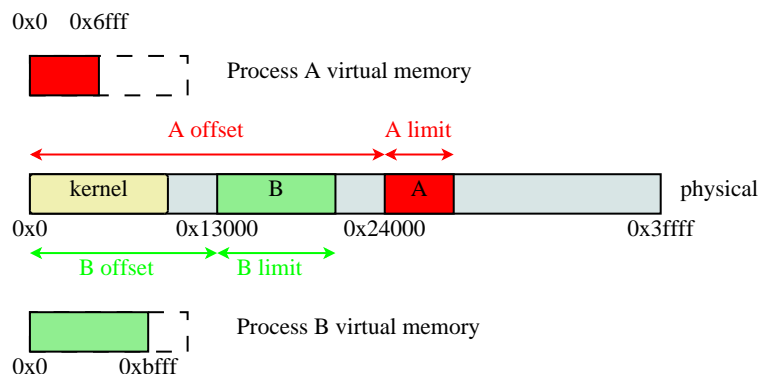 0x0 0x6fff
Process A virtual memory
A offset A limit
kernel B A physical
0x0 0x13000 0x24000 0x3ffff
B offset B limit
Process B virtual memory
0x0 0xbfff